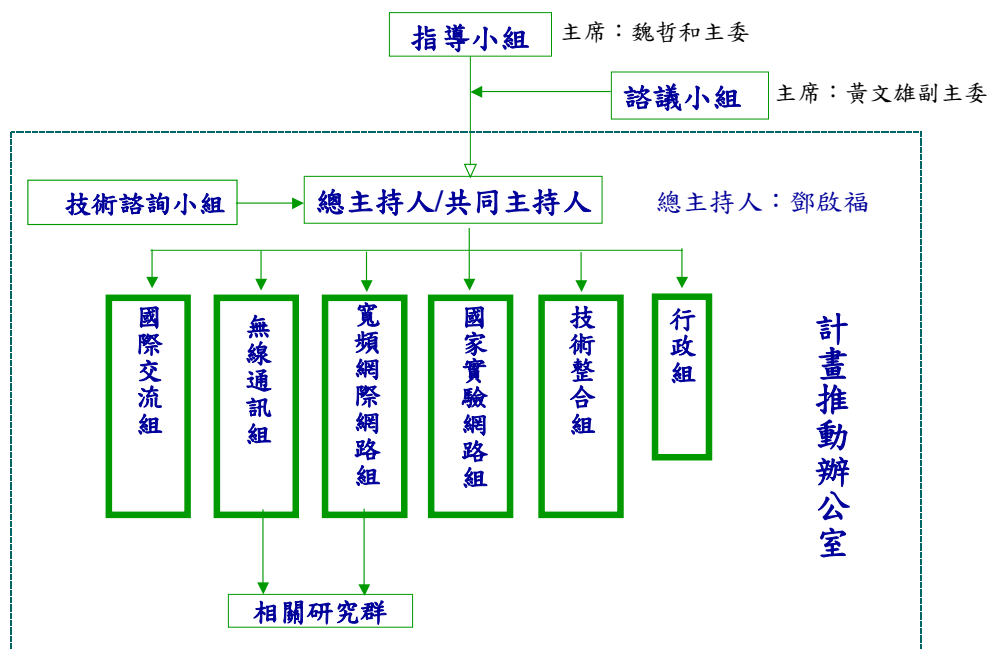 指導小組
主席：魏哲和主委
諮議小組
主席：黃文雄副主委
技術諮詢小組
總主持人/共同主持人
總主持人：鄧啟福
國際交流組
無線通訊組
寬頻網際網路組
國家實驗網路組
技術整合組
行政組
計畫推動辦公室
相關研究群